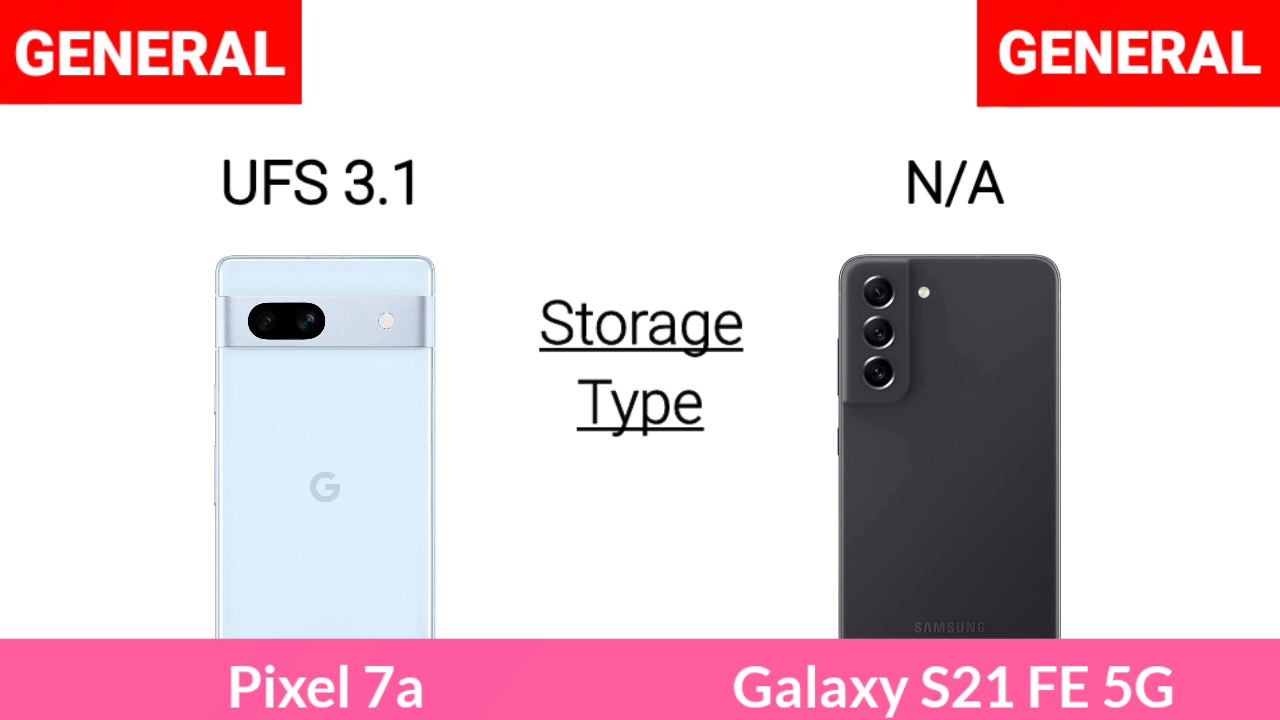 GENERAL
GENERAL
UFS 3.1
N/A
Storage
Type
G
SAMSUNG
Pixel 7a
Galaxy S21 FE 5G